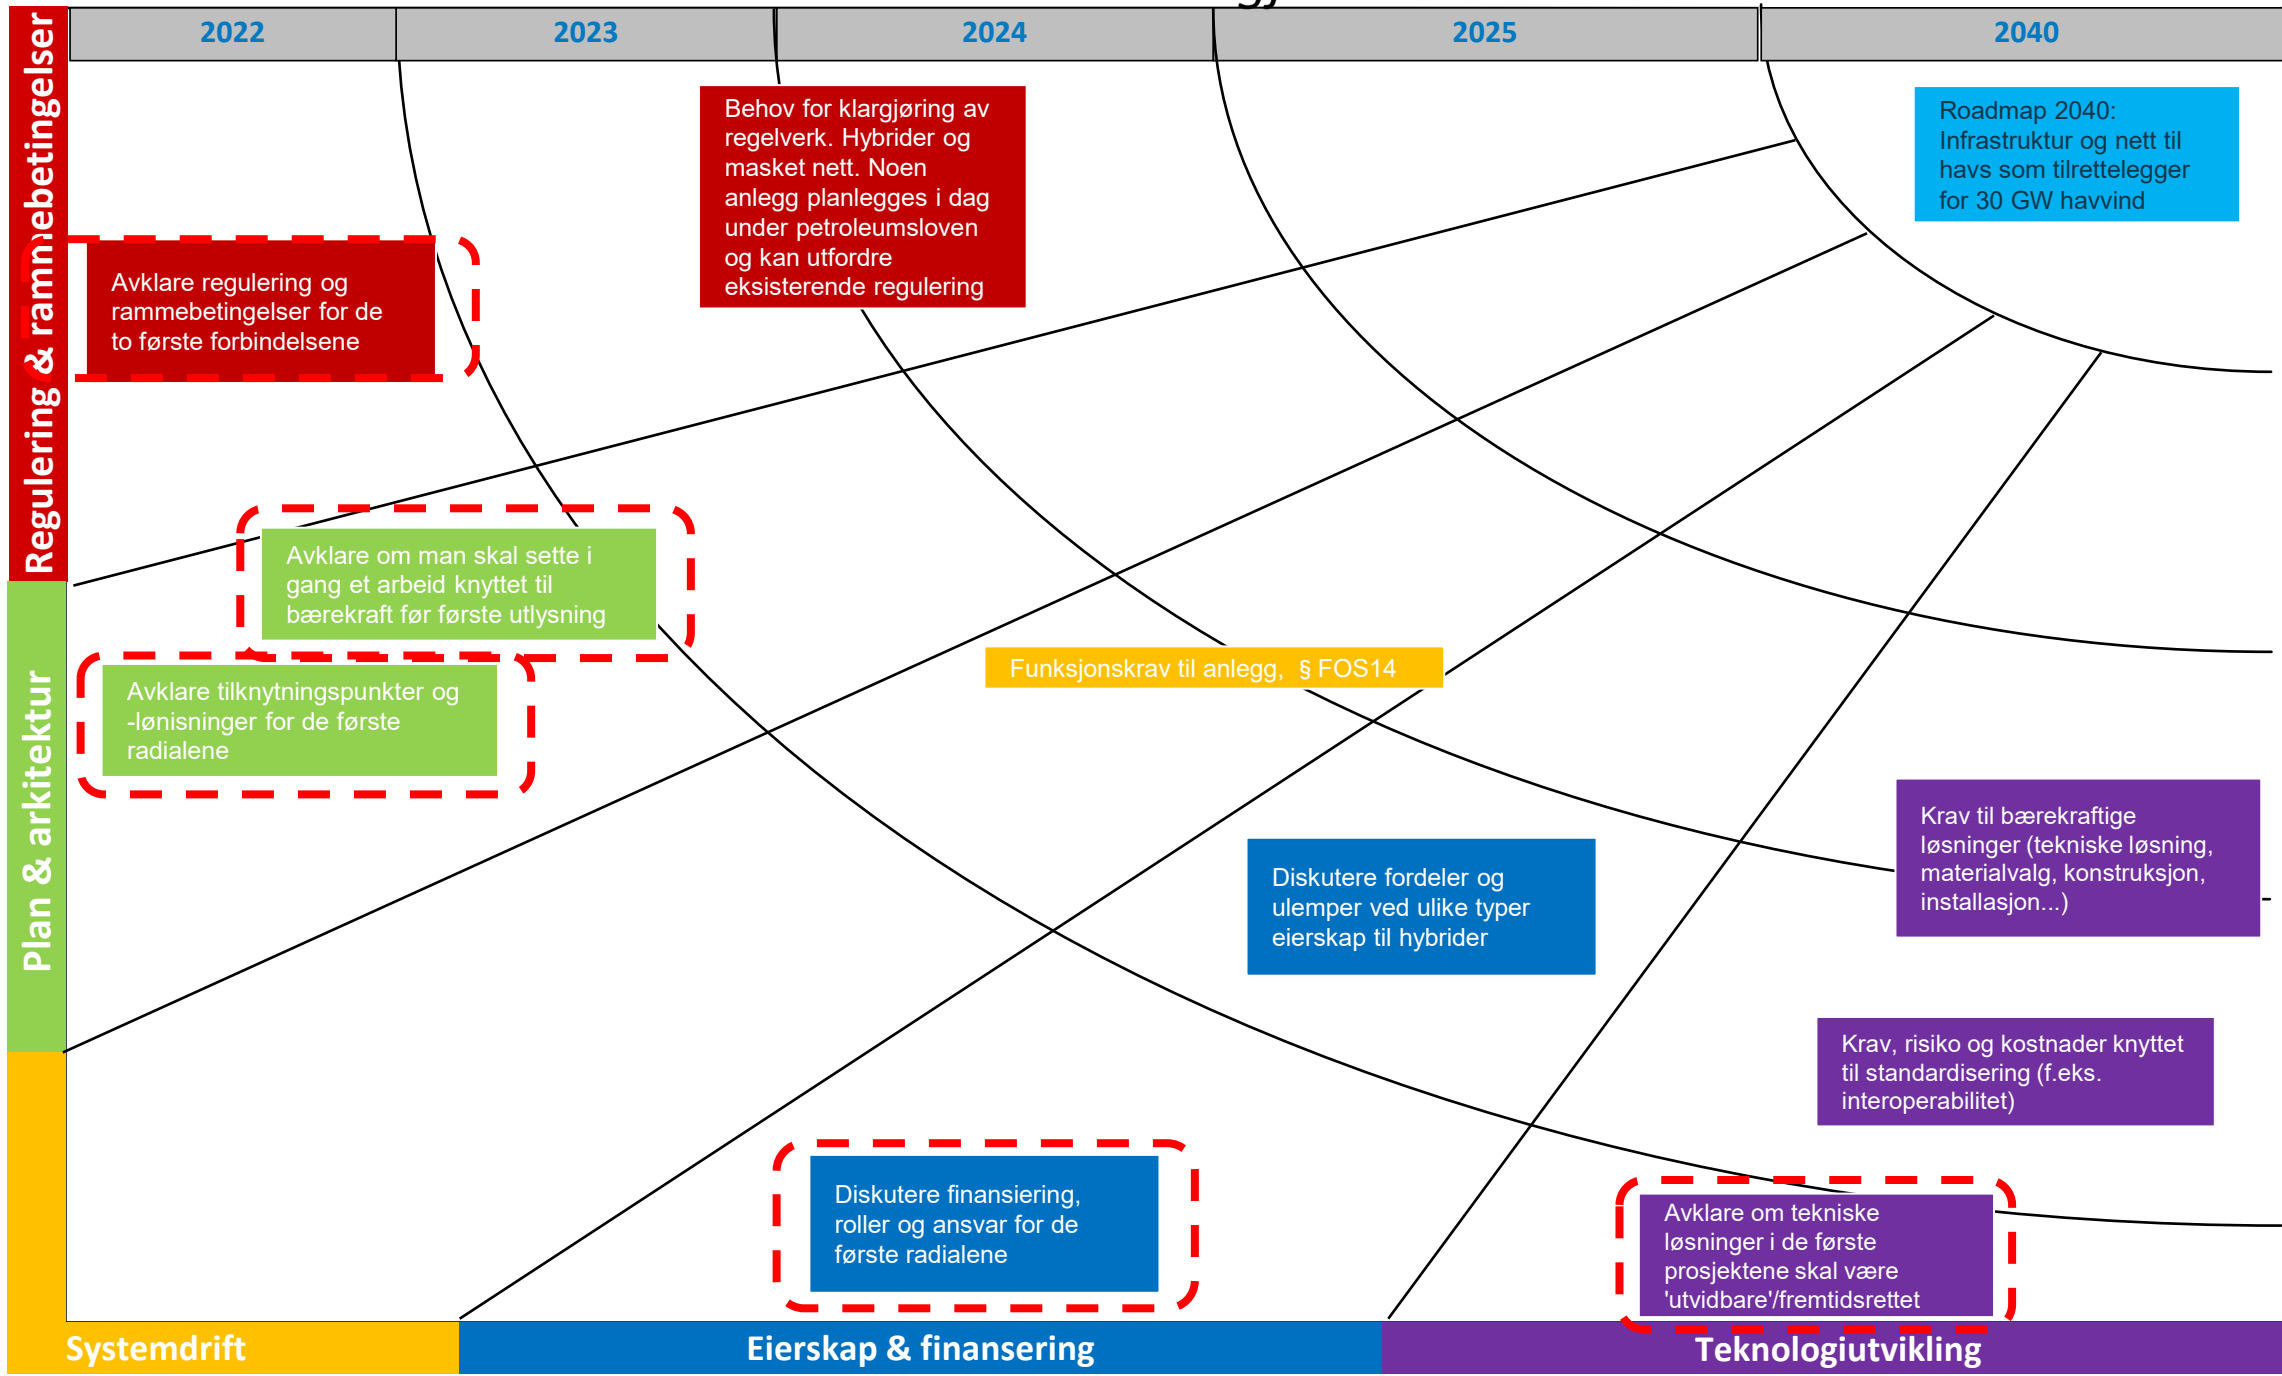 2022
2023
2024
2025
2040
Regulering & rammebetingelser
Behov for klargjøring av
regelverk. Hybrider og
masket nett. Noen
anlegg planlegges i dag
under petroleumsloven
og kan utfordre
eksisterende regulering
Roadmap 2040:
Infrastruktur og nett til
havs som tilrettelegger
for 30 GW havvind
Avklare regulering og
rammebetingelser for de
to første forbindelsene
Avklare om man skal sette i
gang et arbeid knyttet til
bærekraft før første utlysning
Plan & arkitektur
Avklare tilknytningspunkter og
-lønisninger for de første
radialene
Funksjonskrav til anlegg, § FOS14
Krav til bærekraftige
løsninger (tekniske løsning,
materialvalg, konstruksjon,
installasjon...)
Diskutere fordeler og
ulemper ved ulike typer
eierskap til hybrider
Krav, risiko og kostnader knyttet
til standardisering (f.eks.
interoperabilitet)
Diskutere finansiering,
roller og ansvar for de
første radialene
Avklare om tekniske
løsninger i de første
prosjektene skal være
'utvidbare'/fremtidsrettet
Systemdrift
Eierskap & finansering
Teknologiutvikling